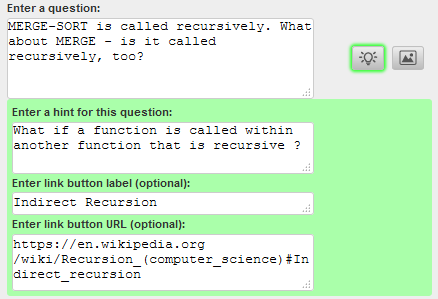 Enter a question:
MERGE-SORT is called recursively. What
about MERGE - is it called
recursively, too?
Enter a hint for this question:
What if a function is called within
another function that is recursive ?
Enter link button label (optional):
Indirect Recursion
Enter link button URL (optional):
https://en.wikipedia.org
/wiki/Recursion_(computer_science)#In
direct_recursion